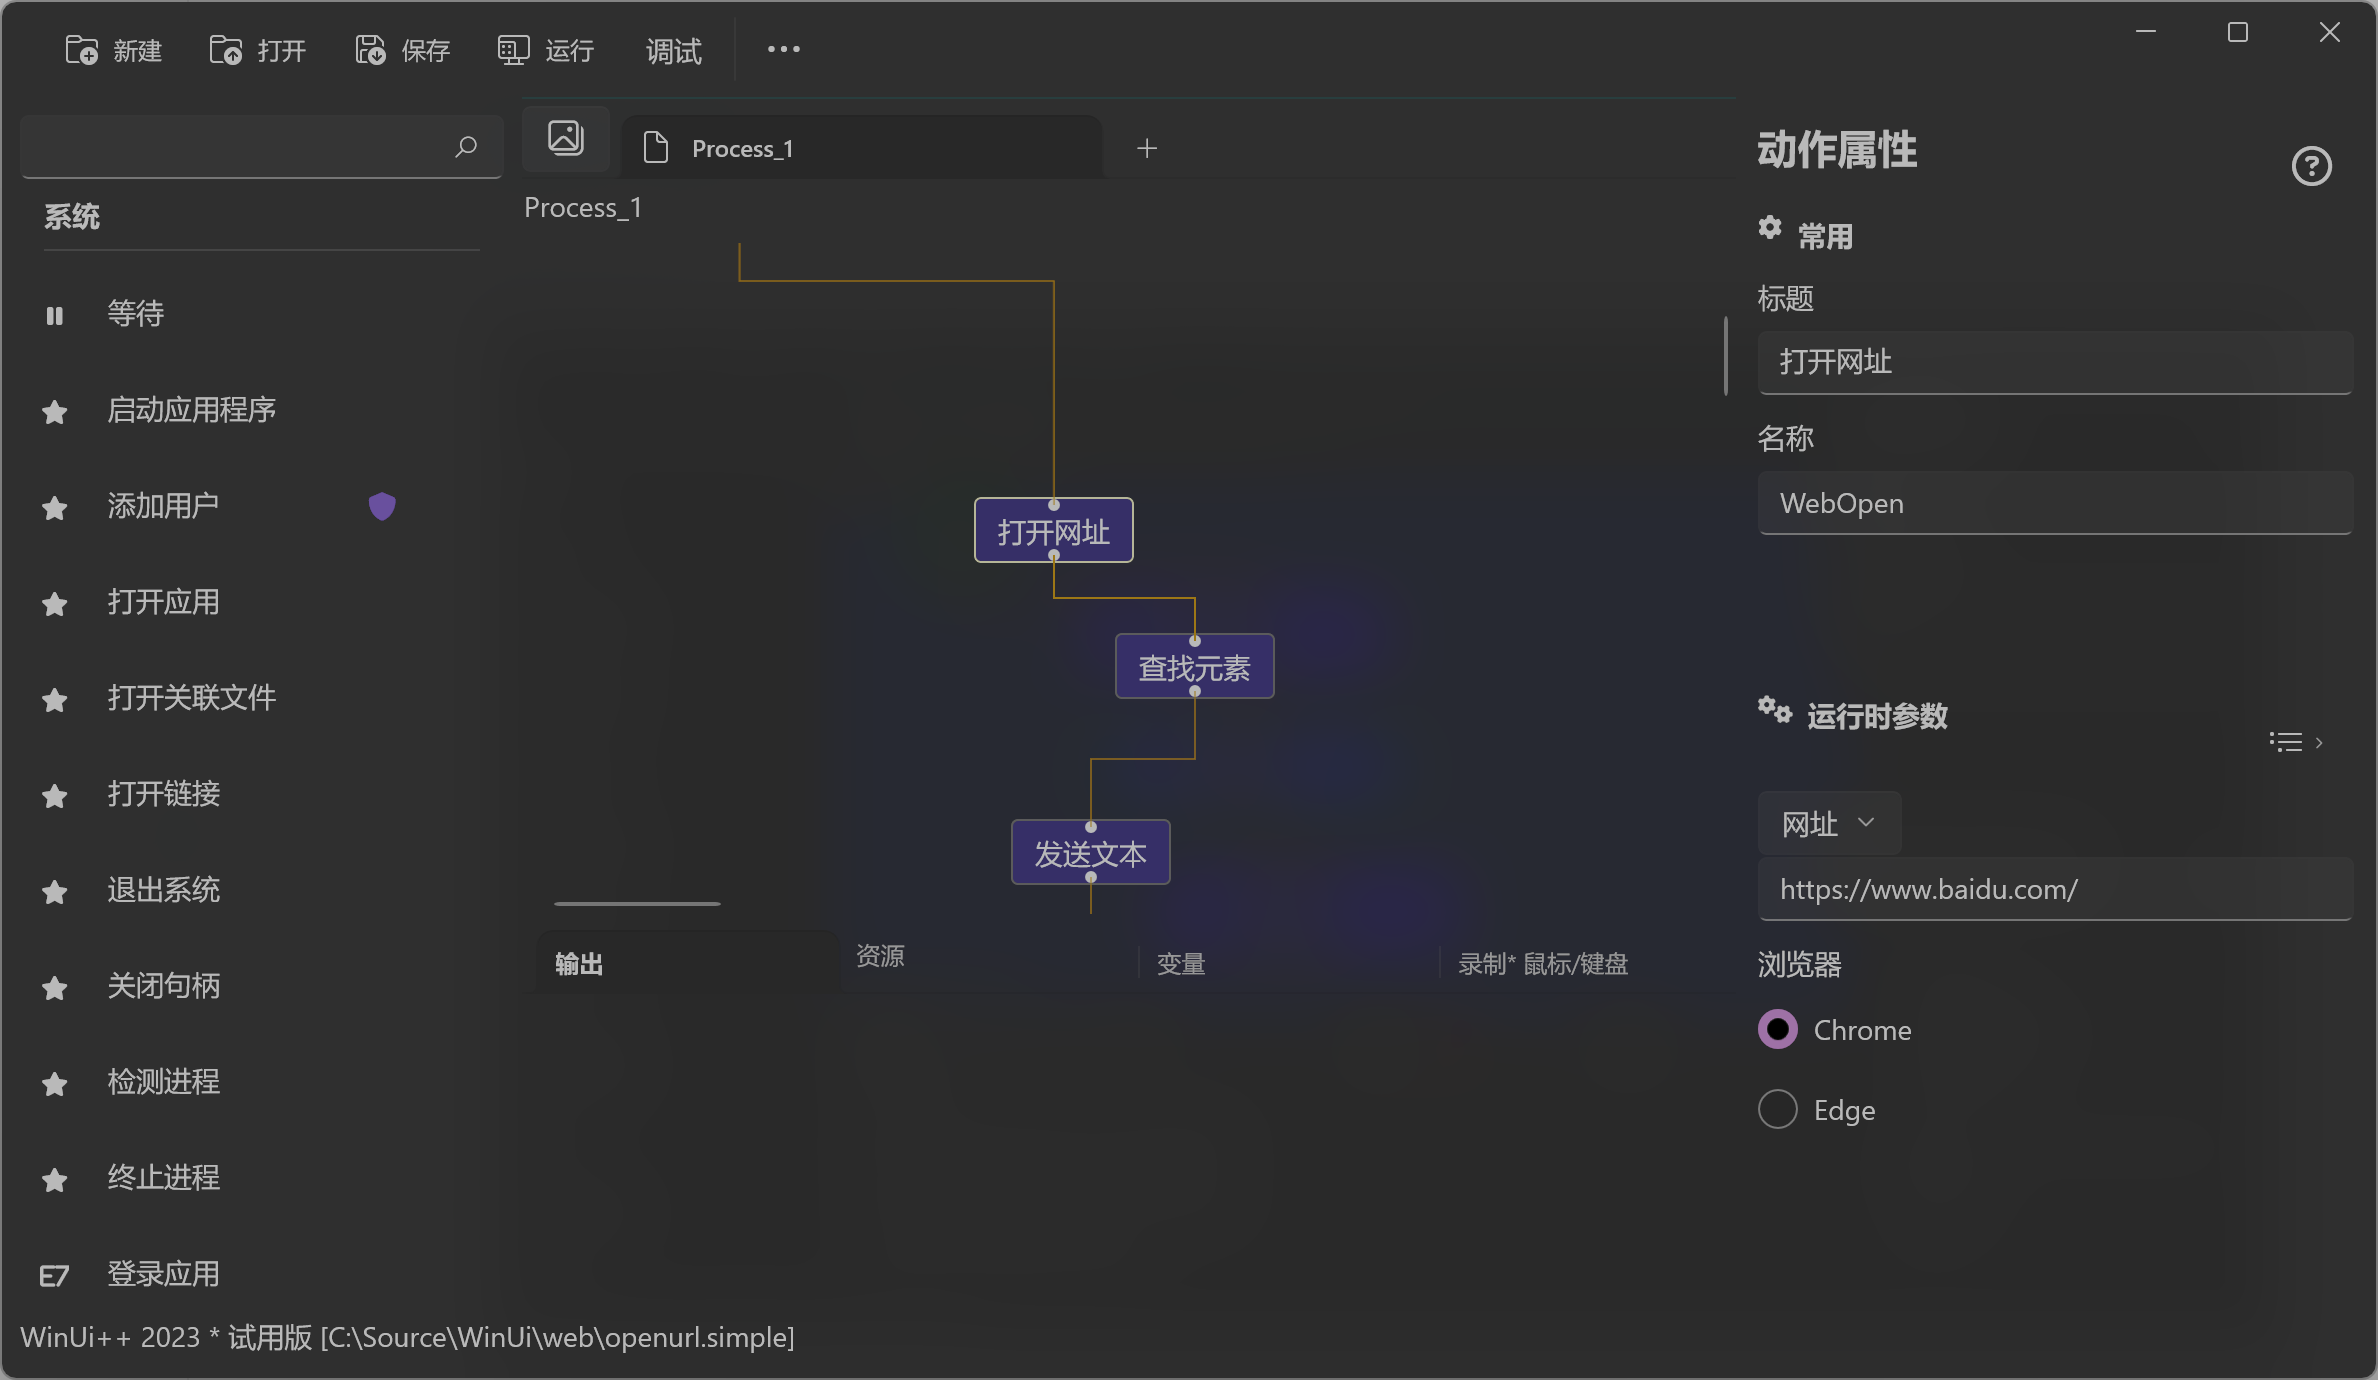 新建 打开 保存 运行 调试
Process_1
系统
等待
启动应用程序
添加用户
打开应用
打开关联文件
打开链接
退出系统
关闭句柄
检测进程
终止进程
登录应用
Process_1
打开网址
查找元素
发送文本
输出 资源 变量 录制* 鼠标/键盘
动作属性
常用
标题
打开网址
名称
WebOpen
运行时参数
网址
https://www.baidu.com/
浏览器
Chrome
Edge
WinUi++ 2023 * 试用版 [C:\Source\WinUi\web\openurl.simple]